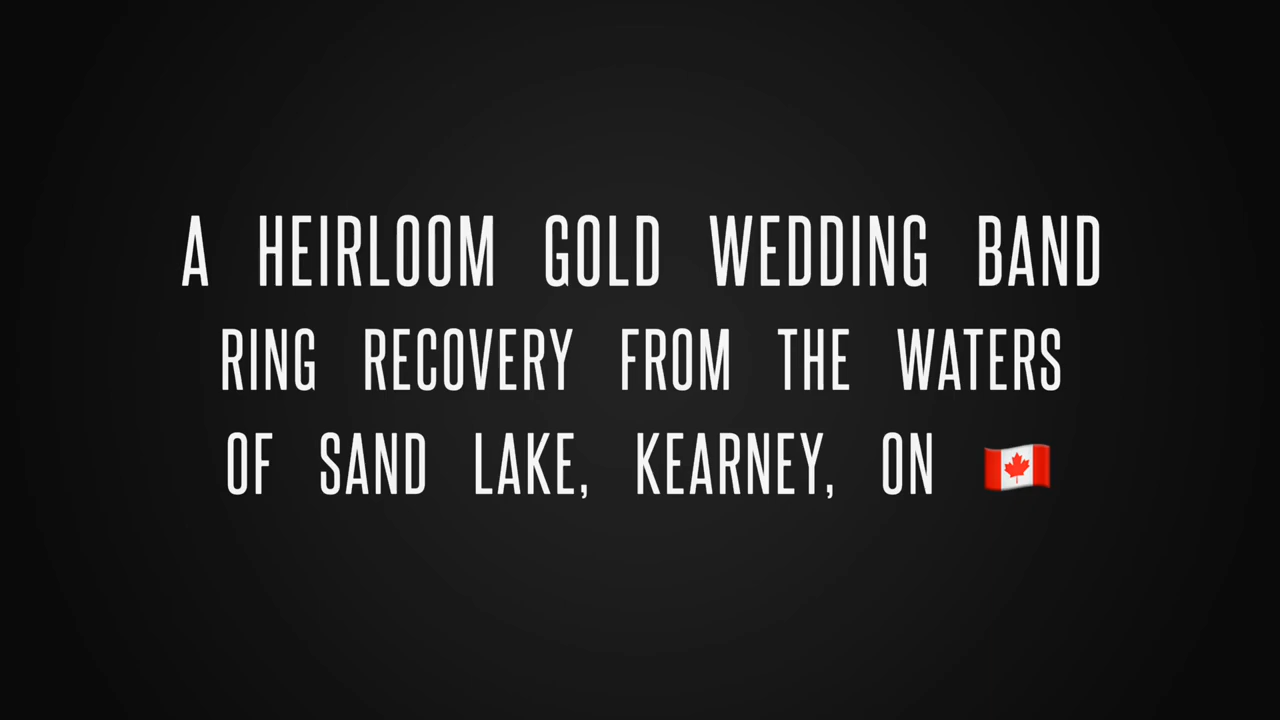 A HEIRLOOM GOLD WEDDING BAND
RING RECOVERY FROM THE WATERS
OF SAND LAKE, KEARNEY, ON 🇨🇦